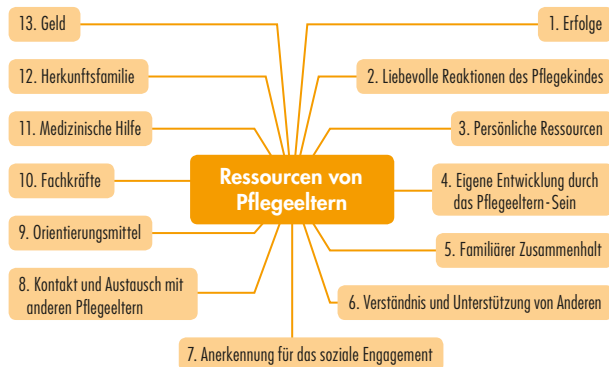 Ressourcen von
Pflegeeltern
1. Erfolge
2. Liebevolle Reaktionen des Pflegekindes
3. Persönliche Ressourcen
4. Eigene Entwicklung durch
das Pflegeeltern-Sein
5. Familiärer Zusammenhalt
6. Verständnis und Unterstützung von Anderen
7. Anerkennung für das soziale Engagement
8. Kontakt und Austausch mit
anderen Pflegeeltern
9. Orientierungsmittel
10. Fachkräfte
11. Medizinische Hilfe
12. Herkunftsfamilie
13. Geld